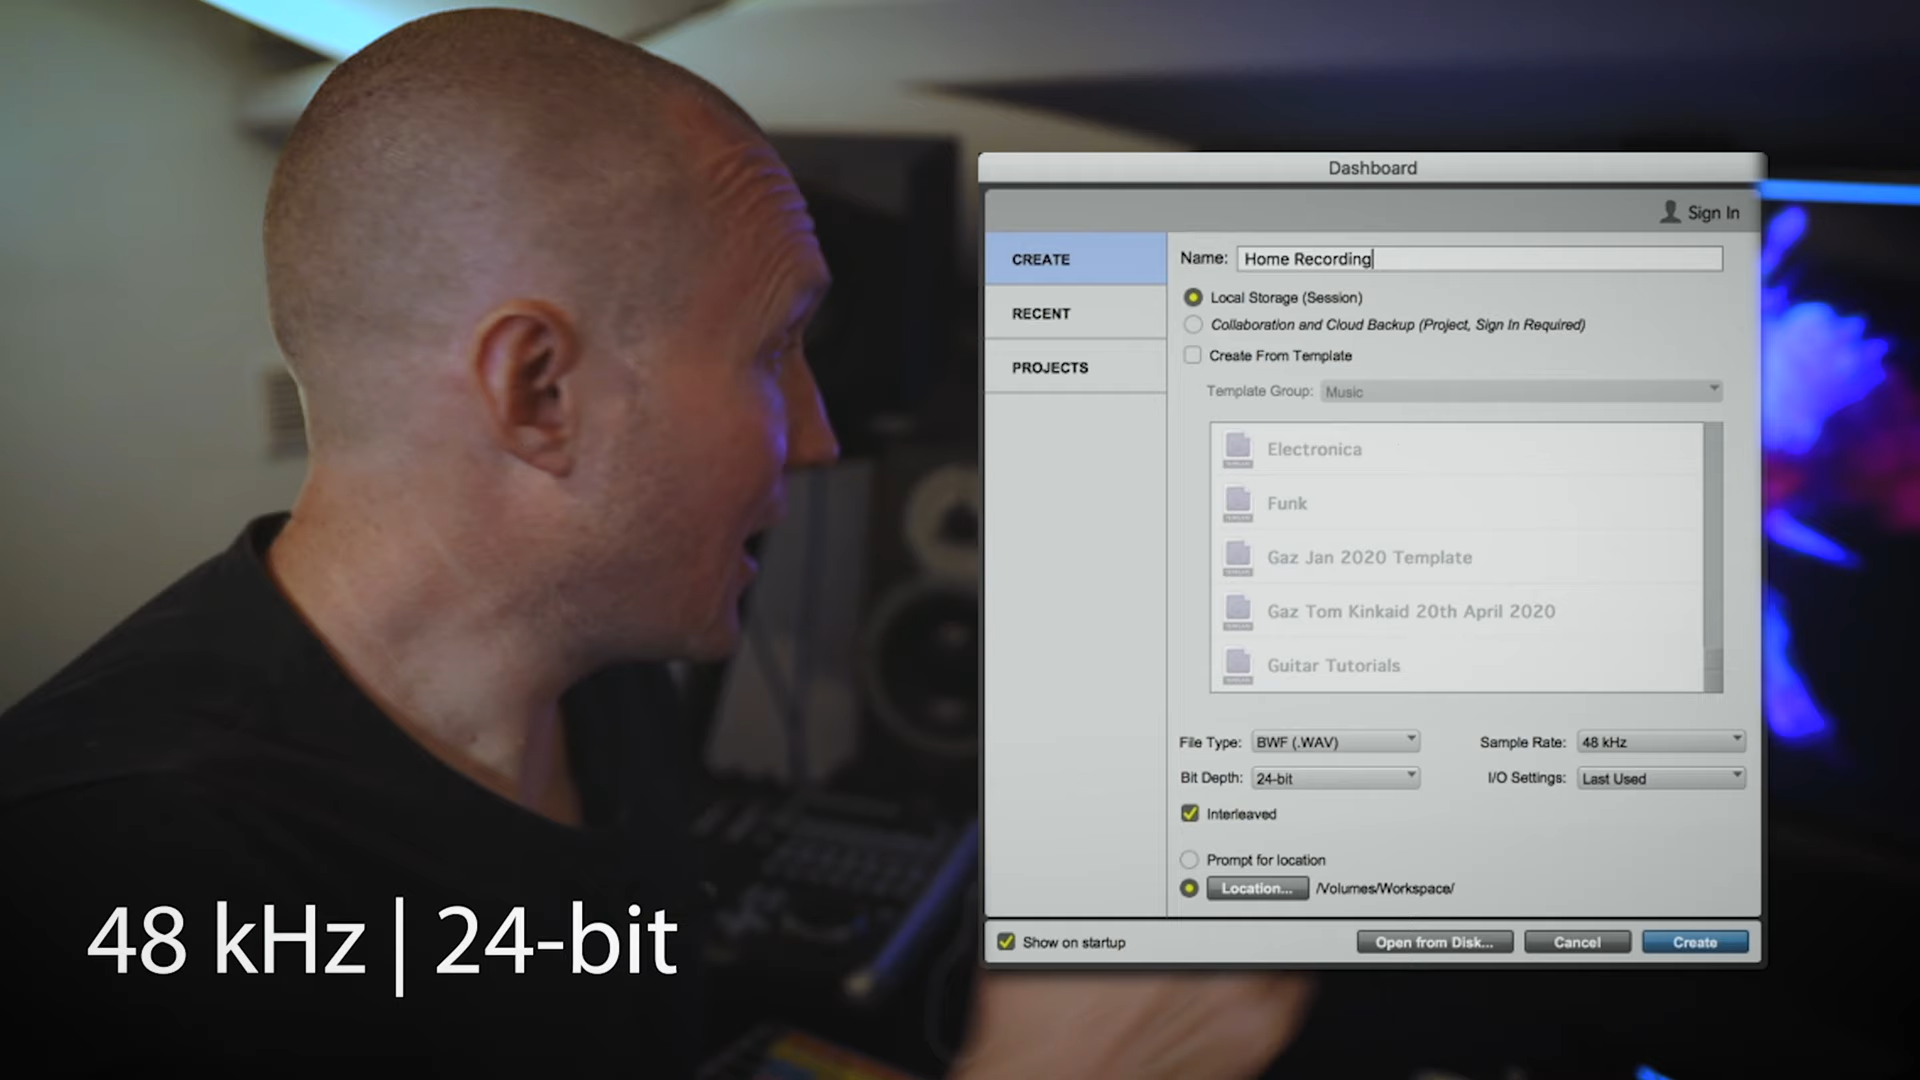 Dashboard
Sign In
CREATE
RECENT
PROJECTS
Name: Home Recording
Local Storage (Session)
Collaboration and Cloud Backup (Project, Sign In Required)
Create From Template
Template Group: Music
Electronica
Funk
Gaz Jan 2020 Template
Gaz Tom Kinkaid 20th April 2020
Guitar Tutorials
File Type: BWF (.WAV) Sample Rate: 48 kHz
Bit Depth: 24-bit I/O Settings: Last Used
Interleaved
Prompt for location
Location... /Volumes/Workspace/
Show on startup Open from Disk... Cancel Create
48 kHz | 24-bit